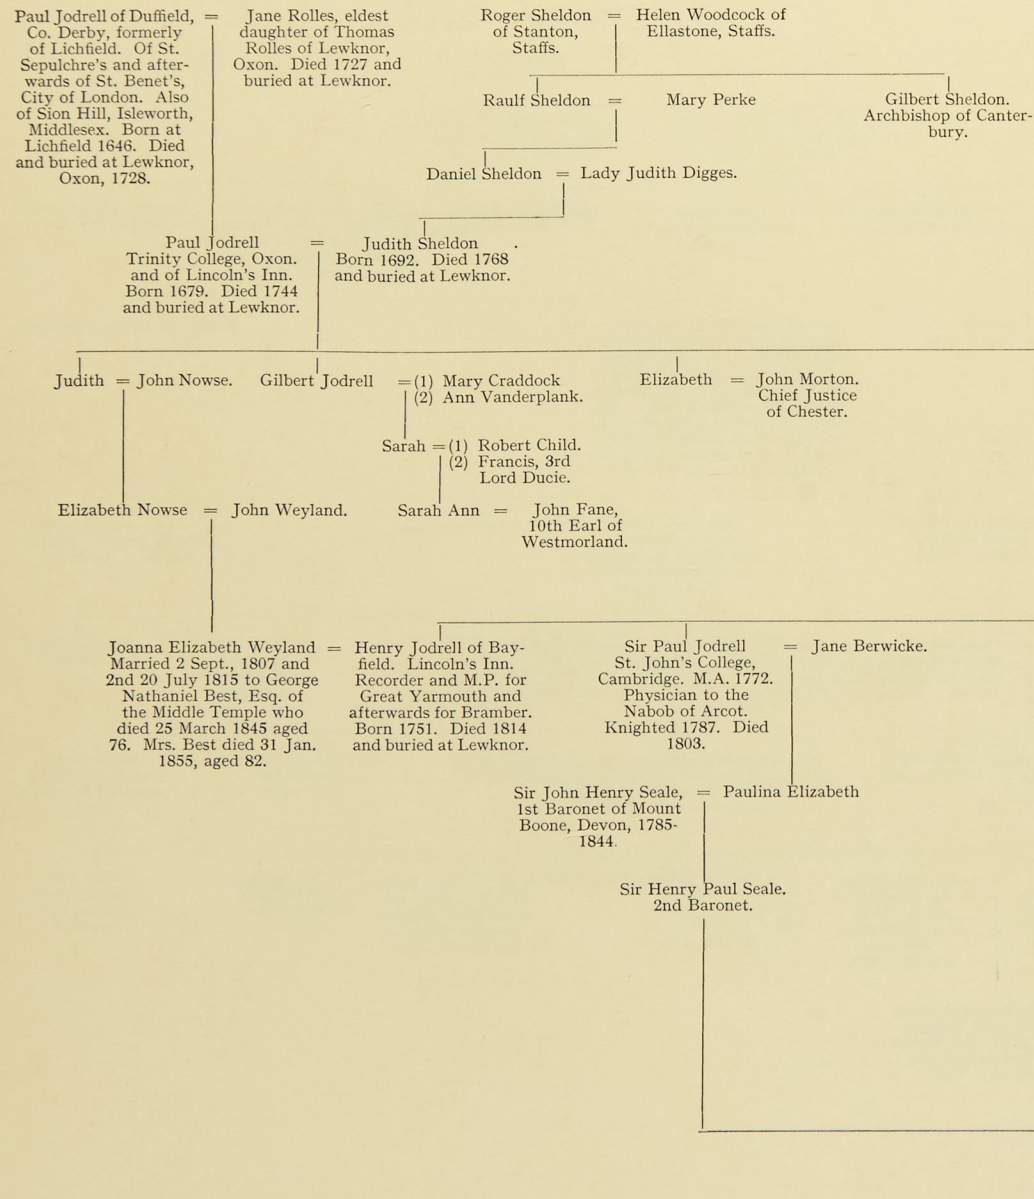 Paul Jodrell of Duffield,
Co. Derby, formerly
of Lichfield. Of St.
Sepulchre's and after-
wards of St. Benet's,
City of London. Also
of Sion Hill, Isleworth,
Middlesex. Born at
Lichfield 1646. Died
and buried at Lewknor,
Oxon, 1728.
=
Jane Rolles, eldest
daughter of Thomas
Rolles of Lewknor,
Oxon. Died 1727 and
buried at Lewknor.
Roger Sheldon
of Stanton,
Staffs.
=
Helen Woodcock of
Ellastone, Staffs.
Raulf Sheldon = Mary Perke
Gilbert Sheldon.
Archbishop of Canter-
bury.
Daniel Sheldon = Lady Judith Digges.
Paul Jodrell
Trinity College, Oxon.
and of Lincoln's Inn.
Born 1679. Died 1744
and buried at Lewknor.
=
Judith Sheldon
Born 1692. Died 1768
and buried at Lewknor.
Judith = John Nowse.
Gilbert Jodrell =(1) Mary Craddock
(2) Ann Vanderplank.
Elizabeth = John Morton.
Chief Justice
of Chester.
Sarah =(1) Robert Child.
(2) Francis, 3rd
Lord Ducie.
Elizabeth Nowse = John Weyland.
Sarah Ann = John Fane,
10th Earl of
Westmorland.
Joanna Elizabeth Weyland
Married 2 Sept., 1807 and
2nd 20 July 1815 to George
Nathaniel Best, Esq. of
the Middle Temple who
died 25 March 1845 aged
76. Mrs. Best died 31 Jan.
1855, aged 82.
=
Henry Jodrell of Bay-
field. Lincoln's Inn.
Recorder and M.P. for
Great Yarmouth and
afterwards for Bramber.
Born 1751. Died 1814
and buried at Lewknor.
Sir Paul Jodrell
St. John's College,
Cambridge. M.A. 1772.
Physician to the
Nabob of Arcot.
Knighted 1787. Died
1803.
= Jane Berwicke.
Sir John Henry Seale,
1st Baronet of Mount
Boone, Devon, 1785-
1844.
= Paulina Elizabeth
Sir Henry Paul Seale.
2nd Baronet.